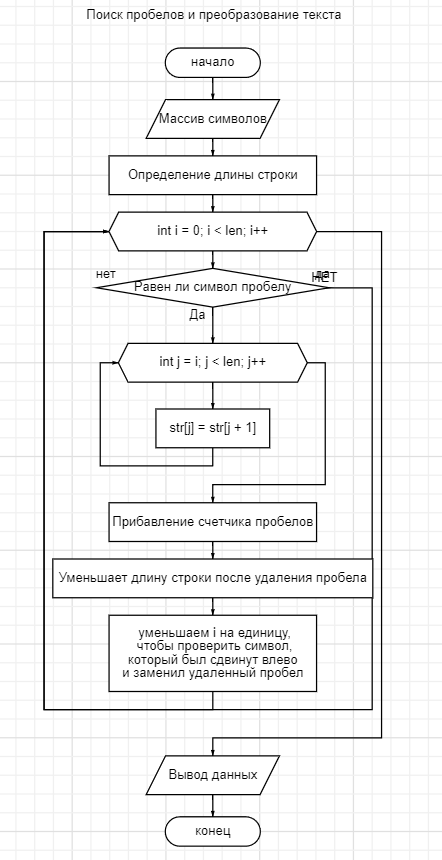 Поиск пробелов и преобразование текста
начало
Массив символов
Определение длины строки
int i = 0; i < len; i++
нет
да
НЕТ
Равен ли символ пробелу
Да
int j = i; j < len; j++
str[j] = str[j + 1]
Прибавление счетчика пробелов
Уменьшает длину строки после удаления пробела
уменьшаем i на единицу,
чтобы проверить символ,
который был сдвинут влево
и заменил удаленный пробел
Вывод данных
конец